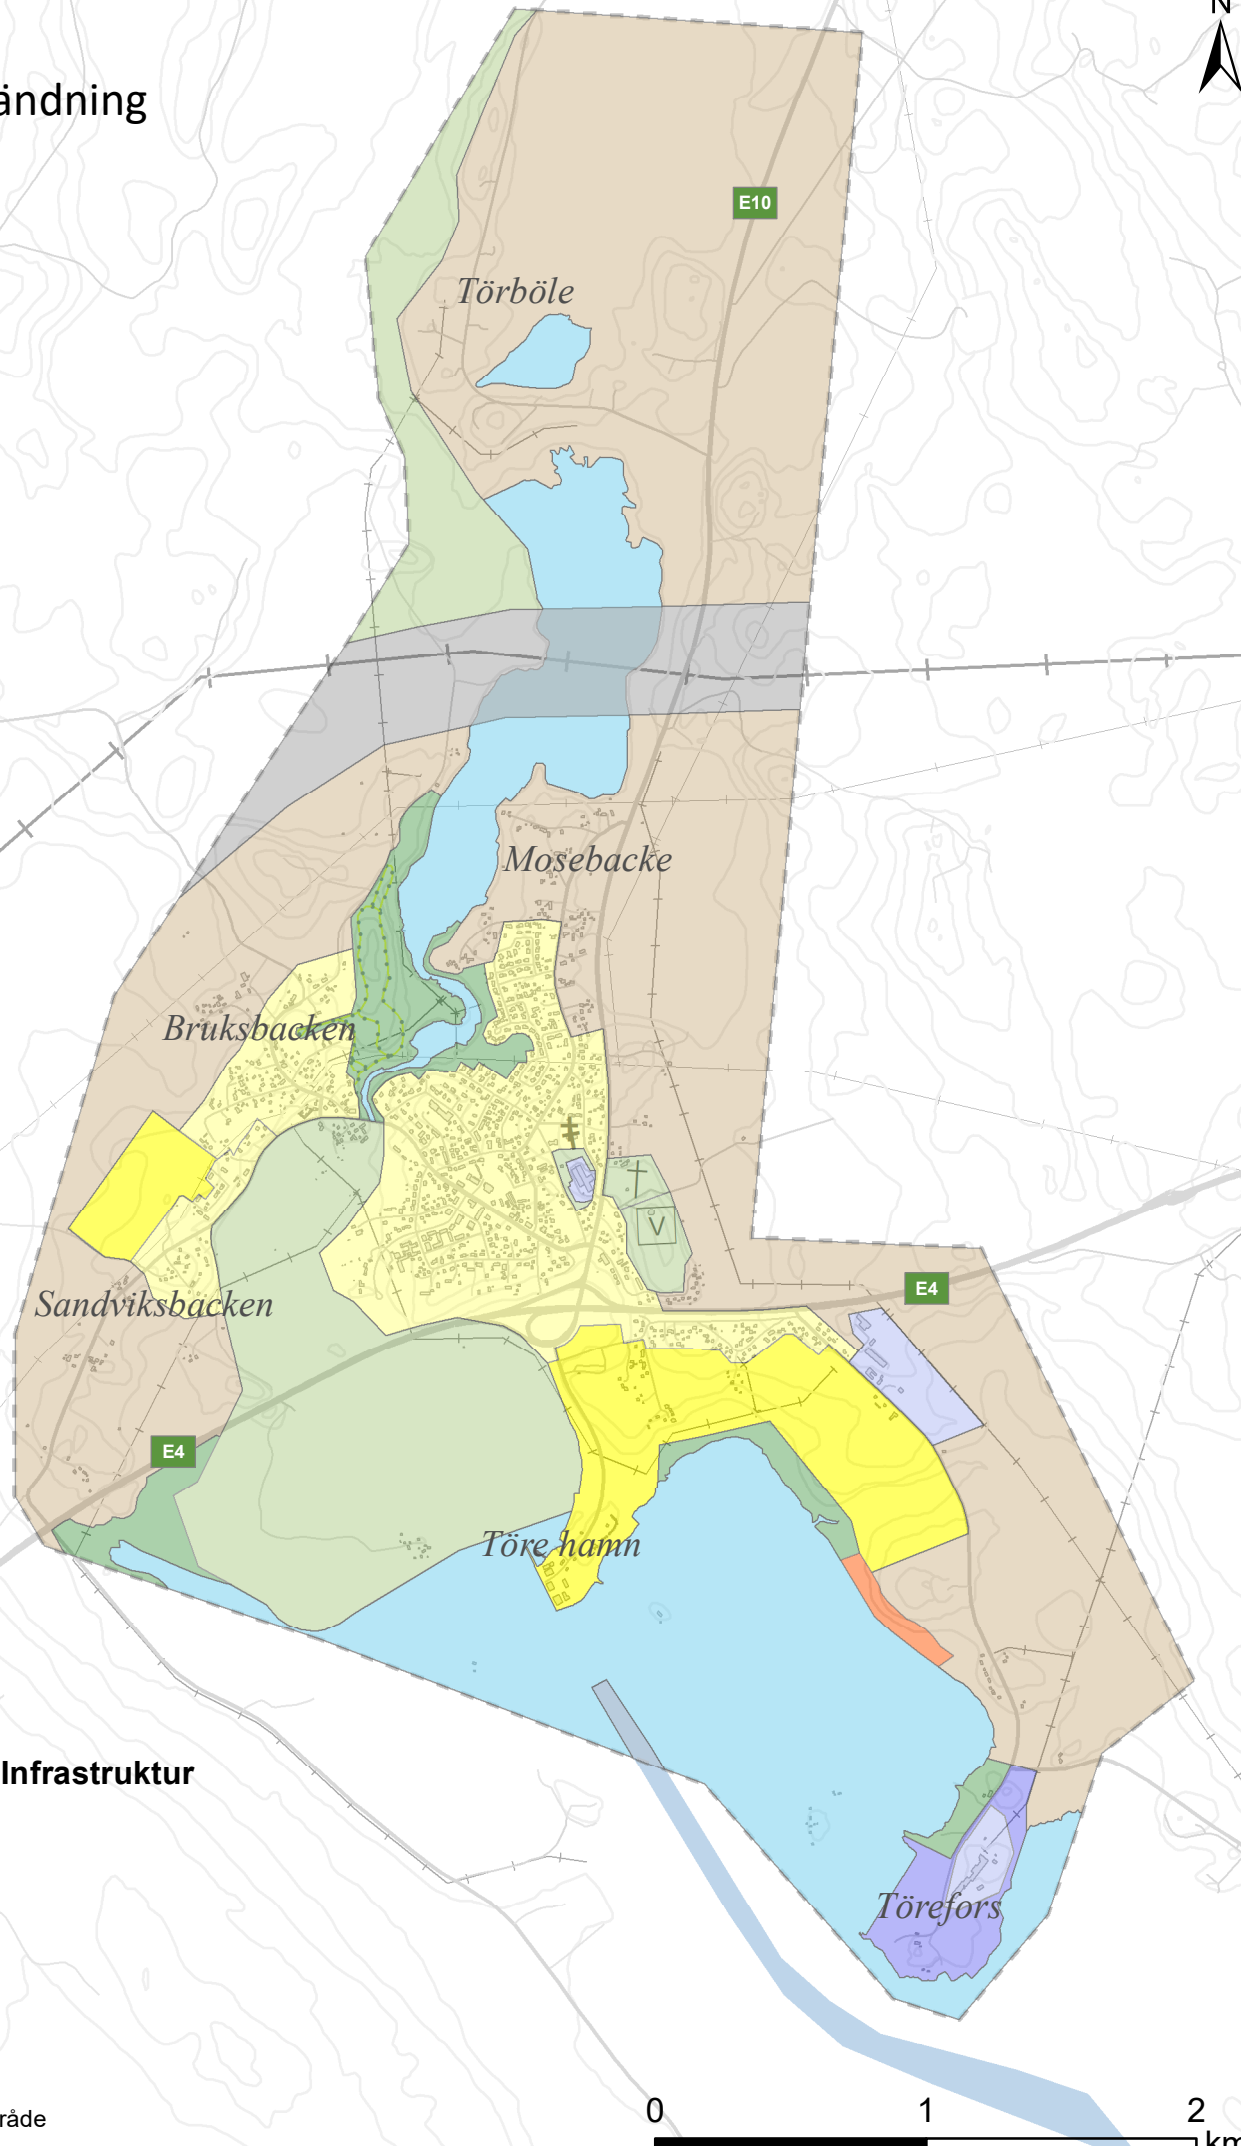 N
ändning
E10
Törböle
Mosebacke
Bruksbacken
V
E4
Sandviksbacken
E4
Töre hamn
Infrastruktur
Törefors
0 1 2
km
råde